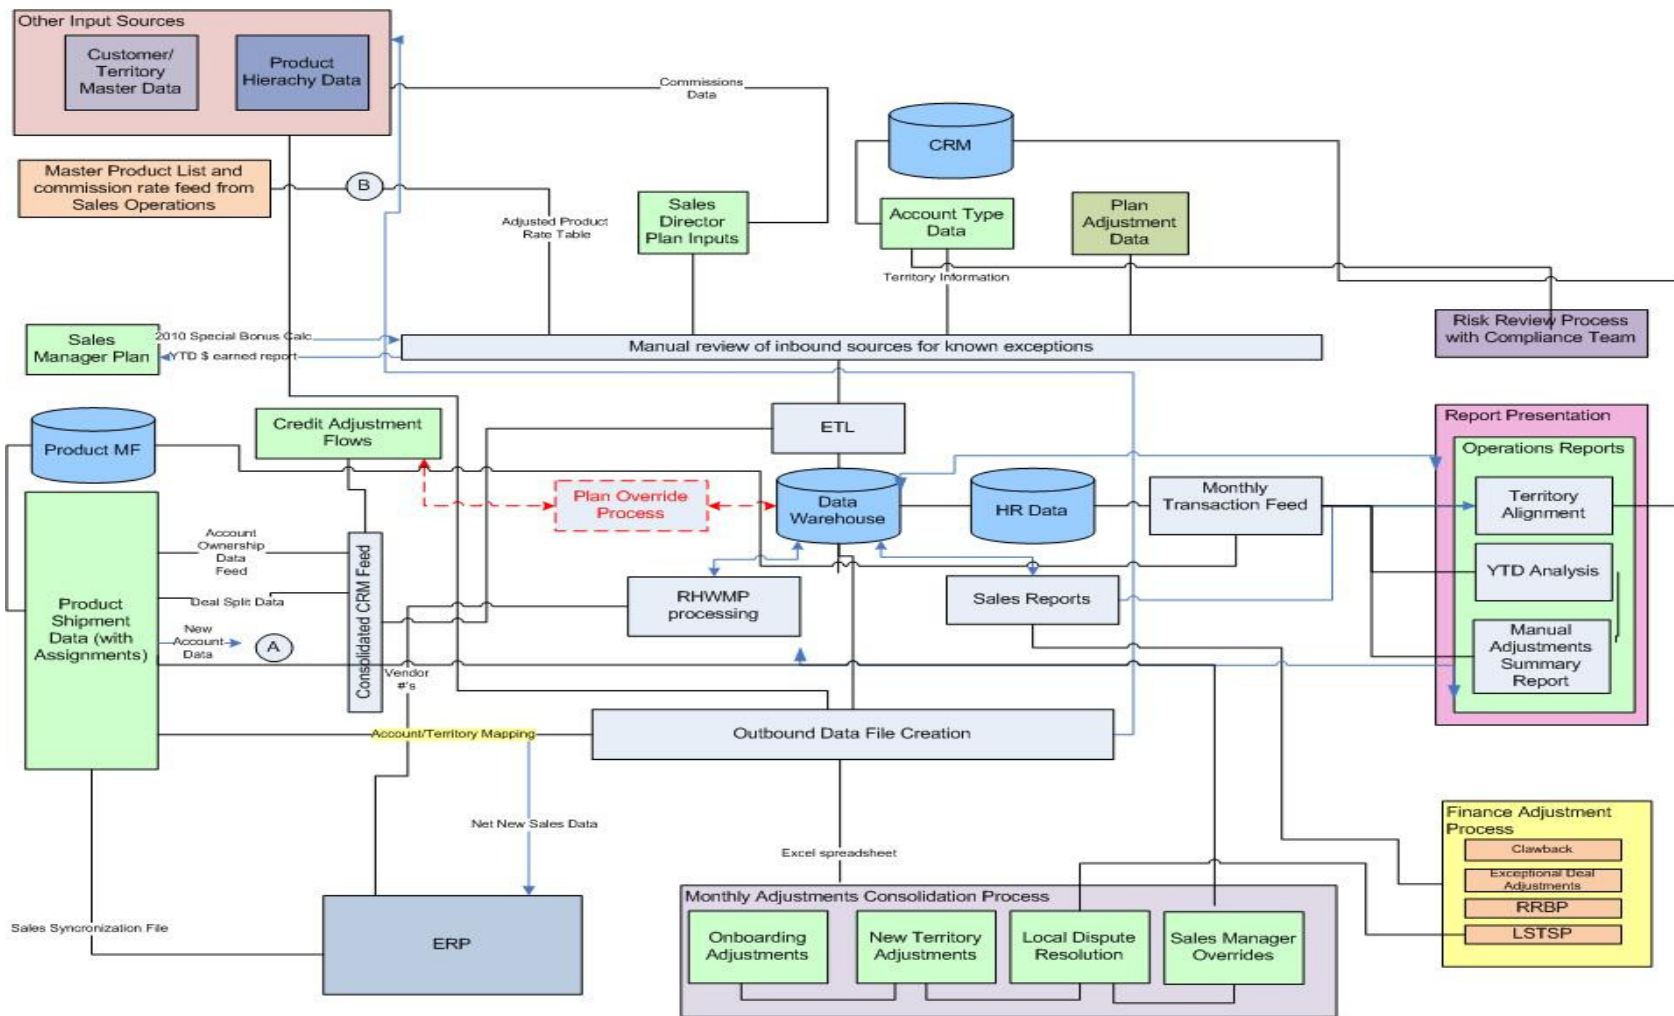 Other Input Sources
Customer/
Territory
Master Data
Product
Hierachy Data
Commissions
Data
CRM
Master Product List and
commission rate feed from
Sales Operations
B
Adjusted Product
Rate Table
Sales
Director
Plan Inputs
Account Type
Data
Plan
Adjustment
Data
Territory Information
Sales
Manager Plan
2010 Special Bonus Calc
YTD $ earned report
Manual review of inbound sources for known exceptions
Risk Review Process
with Compliance Team
Product MF
Credit Adjustment
Flows
ETL
Report Presentation
Operations Reports
Plan Override
Process
Data
Warehouse
HR Data
Monthly
Transaction Feed
Territory
Alignment
Account
Ownership
Data
Feed
YTD Analysis
Product
Shipment
Data (with
Assignments)
Deal Split Data
New
Account
Data
A
Consolidated CRM Feed
RHWMP
processing
Sales Reports
Manual
Adjustments
Summary
Report
Vendor
#'s
Account/Territory Mapping
Outbound Data File Creation
Net New Sales Data
Excel spreadsheet
Finance Adjustment
Process
Clawback
Exceptional Deal
Adjustments
RRBP
LSTSP
Sales Syncronization File
ERP
Monthly Adjustments Consolidation Process
Onboarding
Adjustments
New Territory
Adjustments
Local Dispute
Resolution
Sales Manager
Overrides